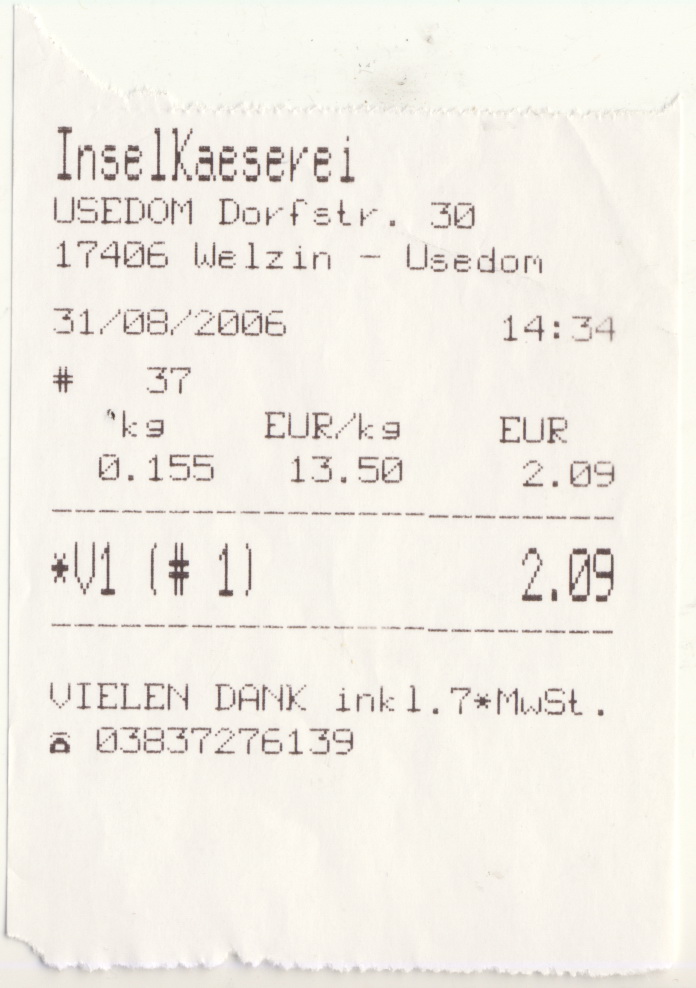 InselKaeserei
USEDOM Dorfstr. 30
17406 Welzin - Usedom
31/08/2006 14:34
# 37
kg EUR/kg EUR
0.155 13.50 2.09
*V1 (# 1) 2.09
VIELEN DANK inkl.7*MwSt.
☎ 03837276139